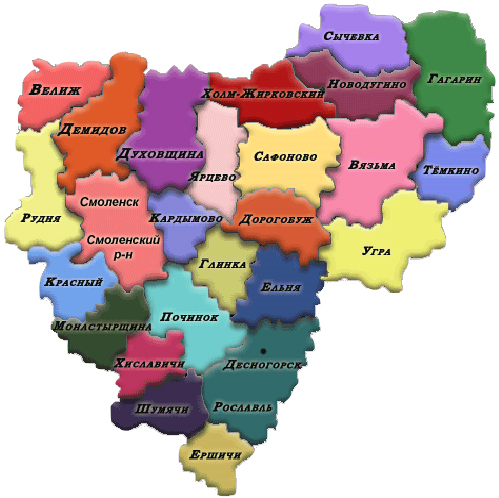 Сычевка
Новодугино
Гагарин
Велиж
Холм-Жирковский
Демидов
Духовщина
Ярцево
Сафоново
Вязьма
Тёмкино
Рудня
Смоленск
Смоленский
р-н
Кардымово
Дорогобуж
Угра
Глинка
Красный
Ельня
Монастырщина
Починок
Хиславичи
Десногорск
Шумячи
Рославль
Ершичи